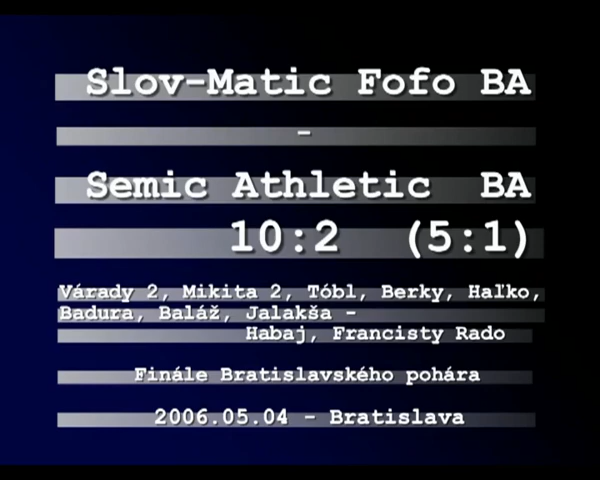 Slov-Matic Fofo BA
-
Semic Athletic BA
10:2 (5:1)
Várady 2, Mikita 2, Tóbl, Berky, Haľko,
Badura, Baláž, Jalakša -
Habaj, Francisty Rado
Finále Bratislavského pohára
2006.05.04 - Bratislava